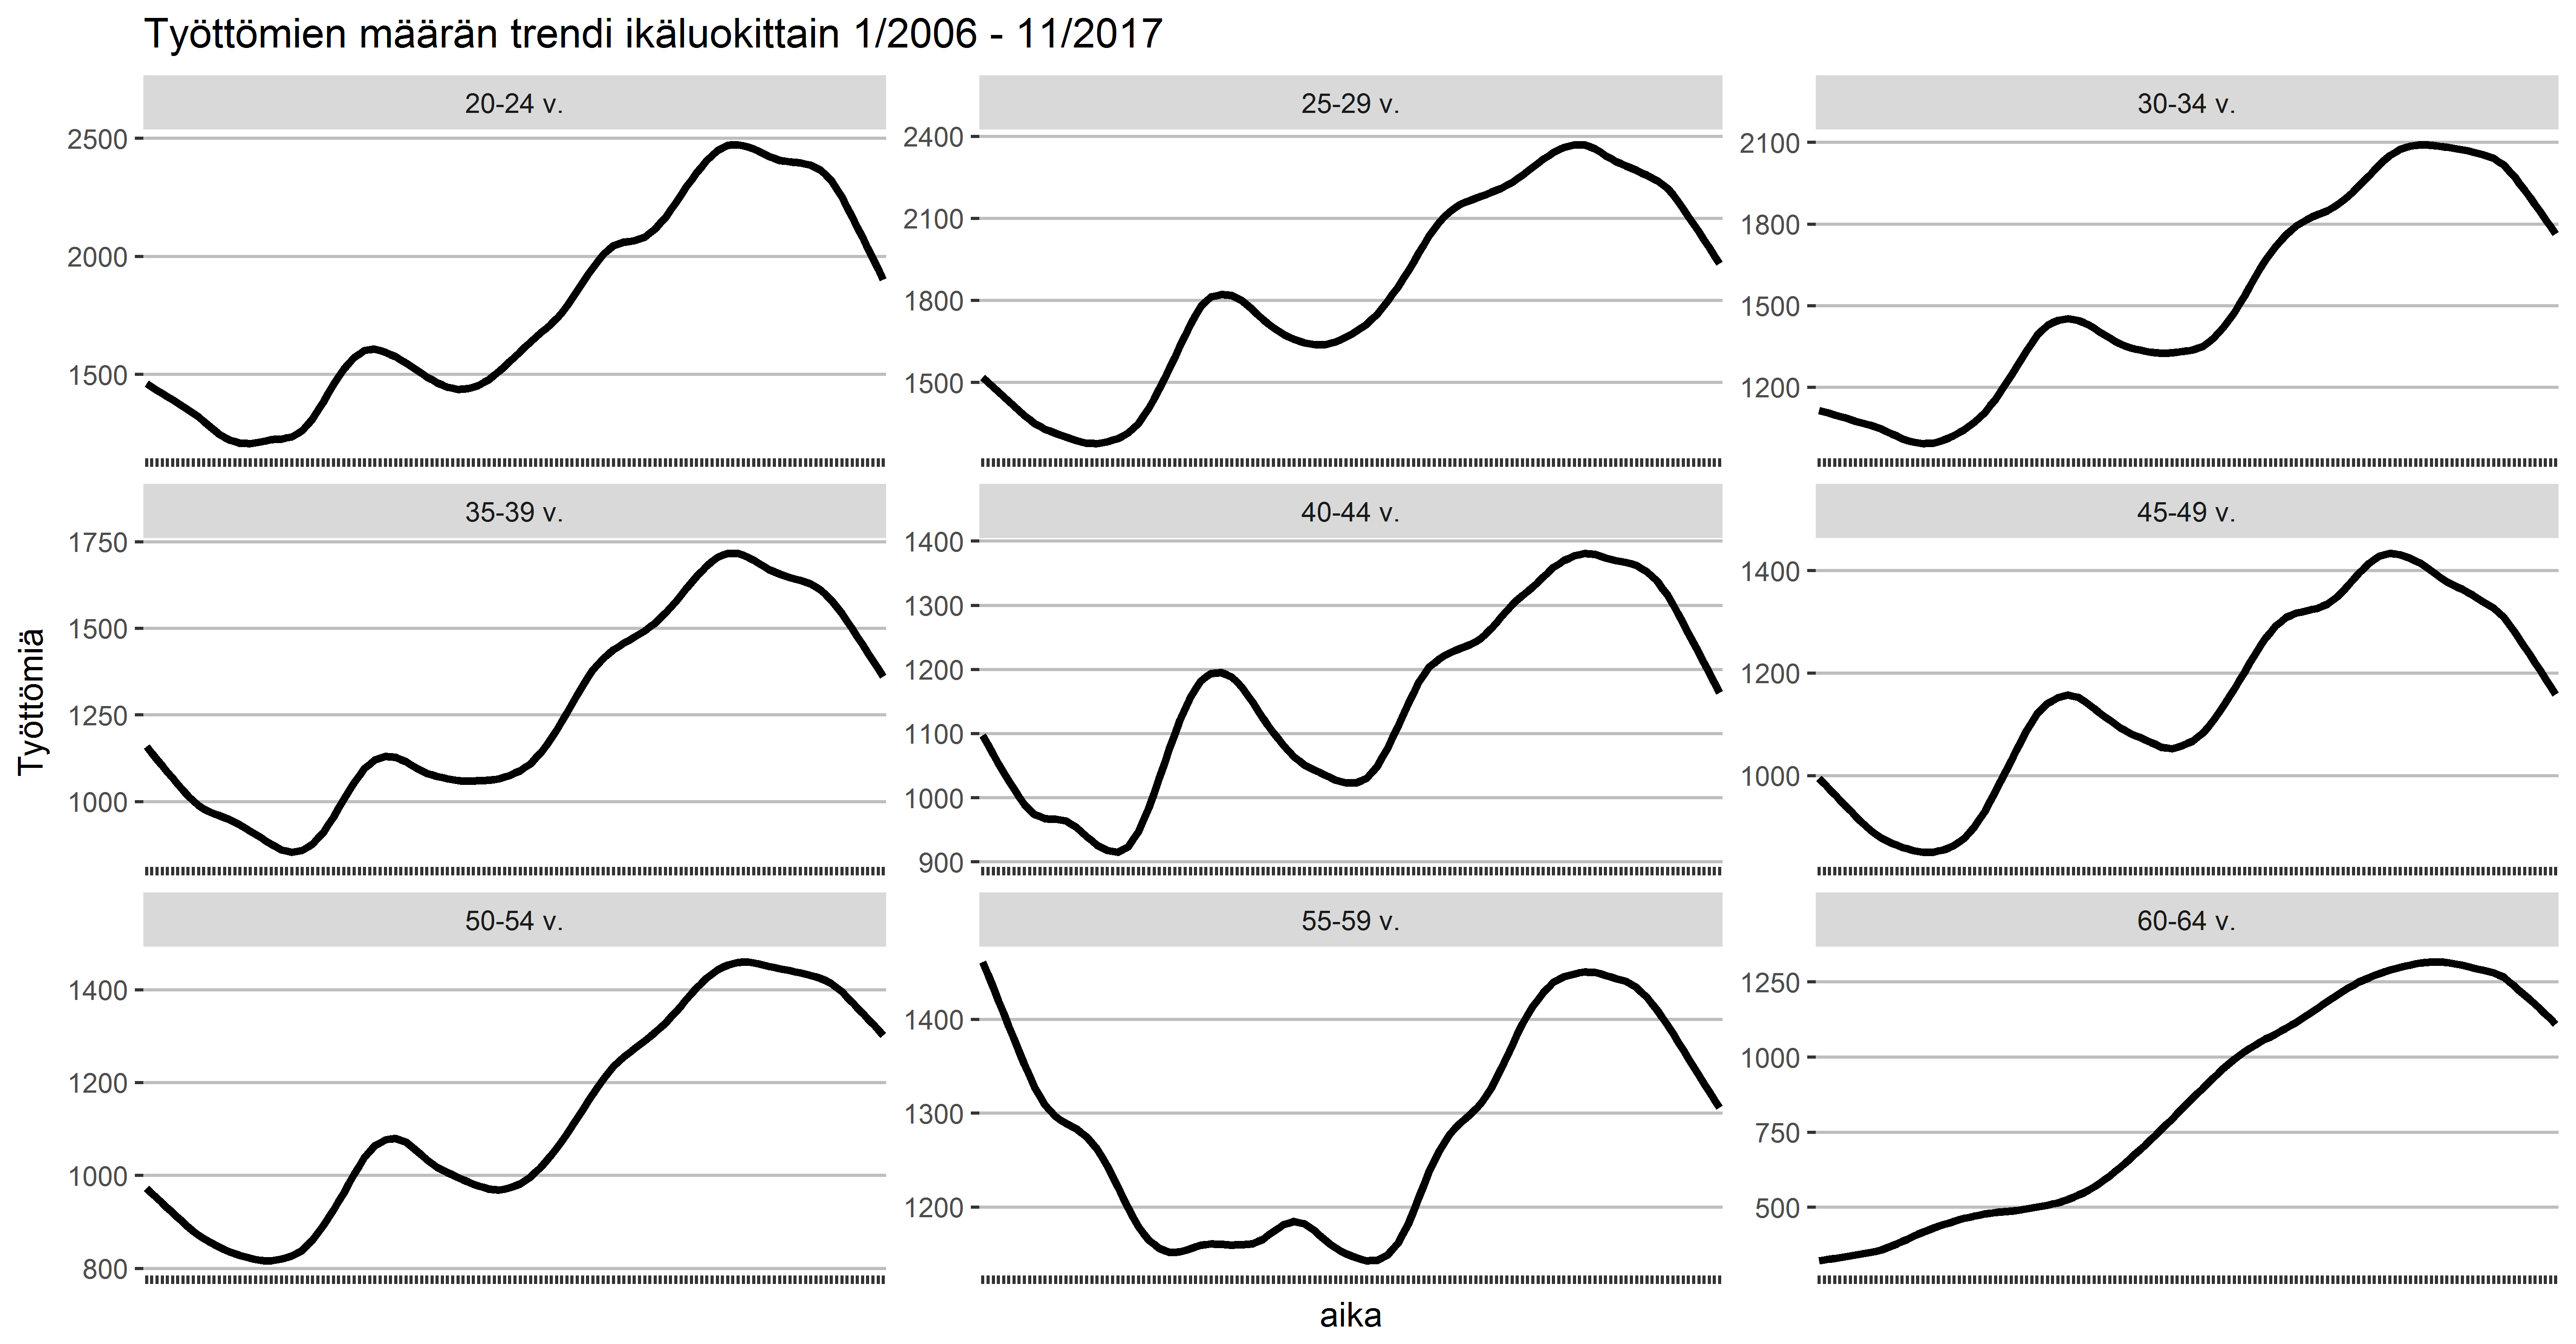 Työttömien määrän trendi ikäluokittain 1/2006 - 11/2017
20-24 v.
25-29 v.
30-34 v.
2500
2000
1500
2400
2100
1800
1500
2100
1800
1500
1200
35-39 v.
40-44 v.
45-49 v.
1750
1500
1250
1000
1400
1300
1200
1100
1000
900
1400
1200
1000
Työttömiä
50-54 v.
55-59 v.
60-64 v.
1400
1200
1000
800
1400
1300
1200
1250
1000
750
500
aika